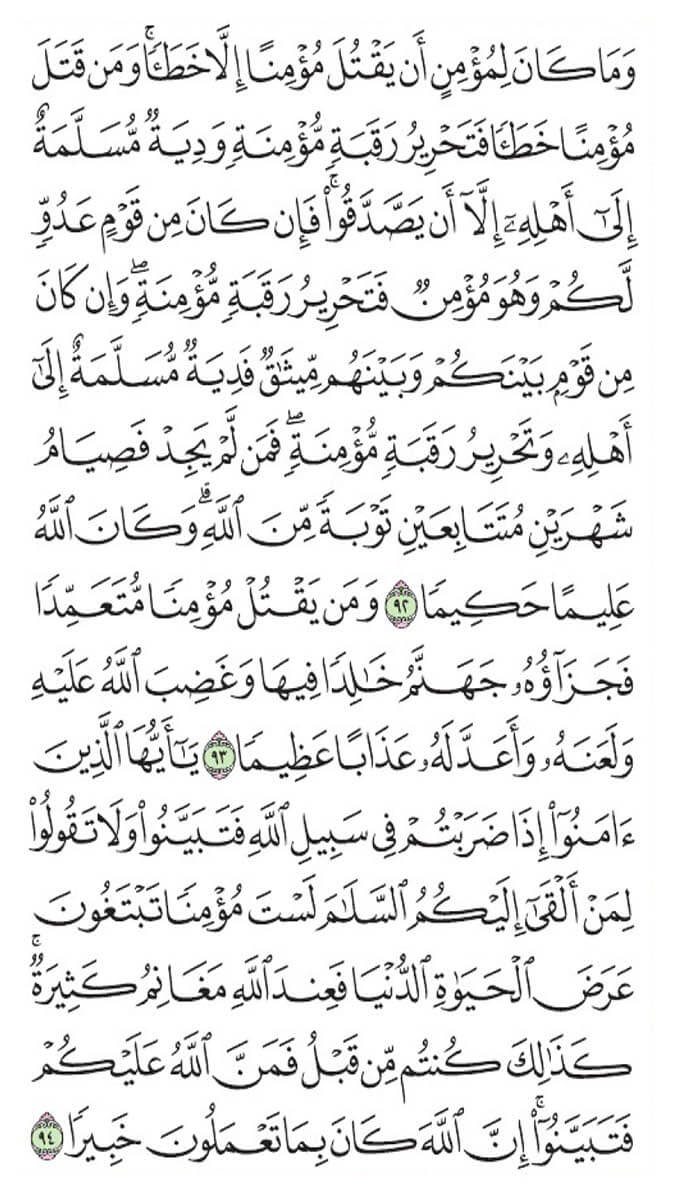 وَمَا كَانَ لِمُؤْمِنٍ أَن يَقْتُلَ مُؤْمِنًا إِلَّا خَطَـًٔاۚ وَمَن قَتَلَ
مُؤْمِنًا خَطَـًٔا فَتَحْرِيرُ رَقَبَةٍ مُّؤْمِنَةٍ وَدِيَةٌ مُّسَلَّمَةٌ
إِلَىٰٓ أَهْلِهِۦٓ إِلَّآ أَن يَصَّدَّقُوا۟ۚ فَإِن كَانَ مِن قَوْمٍ عَدُوٍّ
لَّكُمْ وَهُوَ مُؤْمِنٌ فَتَحْرِيرُ رَقَبَةٍ مُّؤْمِنَةٍۖ وَإِن كَانَ
مِن قَوْمٍۭ بَيْنَكُمْ وَبَيْنَهُم مِّيثَـٰقٌ فَدِيَةٌ مُّسَلَّمَةٌ إِلَىٰٓ
أَهْلِهِۦ وَتَحْرِيرُ رَقَبَةٍ مُّؤْمِنَةٍۖ فَمَن لَّمْ يَجِدْ فَصِيَامُ
شَهْرَيْنِ مُتَتَابِعَيْنِ تَوْبَةً مِّنَ ٱللَّهِۗ وَكَانَ ٱللَّهُ
عَلِيمًا حَكِيمًا ٩٢ وَمَن يَقْتُلْ مُؤْمِنًا مُّتَعَمِّدًا
فَجَزَآؤُهُۥ جَهَنَّمُ خَـٰلِدًا فِيهَا وَغَضِبَ ٱللَّهُ عَلَيْهِ
وَلَعَنَهُۥ وَأَعَدَّ لَهُۥ عَذَابًا عَظِيمًا ٩٣ يَـٰٓأَيُّهَا ٱلَّذِينَ
ءَامَنُوٓا۟ إِذَا ضَرَبْتُمْ فِى سَبِيلِ ٱللَّهِ فَتَبَيَّنُوا۟ وَلَا تَقُولُوا۟
لِمَنْ أَلْقَىٰٓ إِلَيْكُمُ ٱلسَّلَـٰمَ لَسْتَ مُؤْمِنًا تَبْتَغُونَ
عَرَضَ ٱلْحَيَوٰةِ ٱلدُّنْيَا فَعِندَ ٱللَّهِ مَغَانِمُ كَثِيرَةٌۚ
كَذَٰلِكَ كُنتُم مِّن قَبْلُ فَمَنَّ ٱللَّهُ عَلَيْكُمْ
فَتَبَيَّنُوٓا۟ۚ إِنَّ ٱللَّهَ كَانَ بِمَا تَعْمَلُونَ خَبِيرًا ٩٤